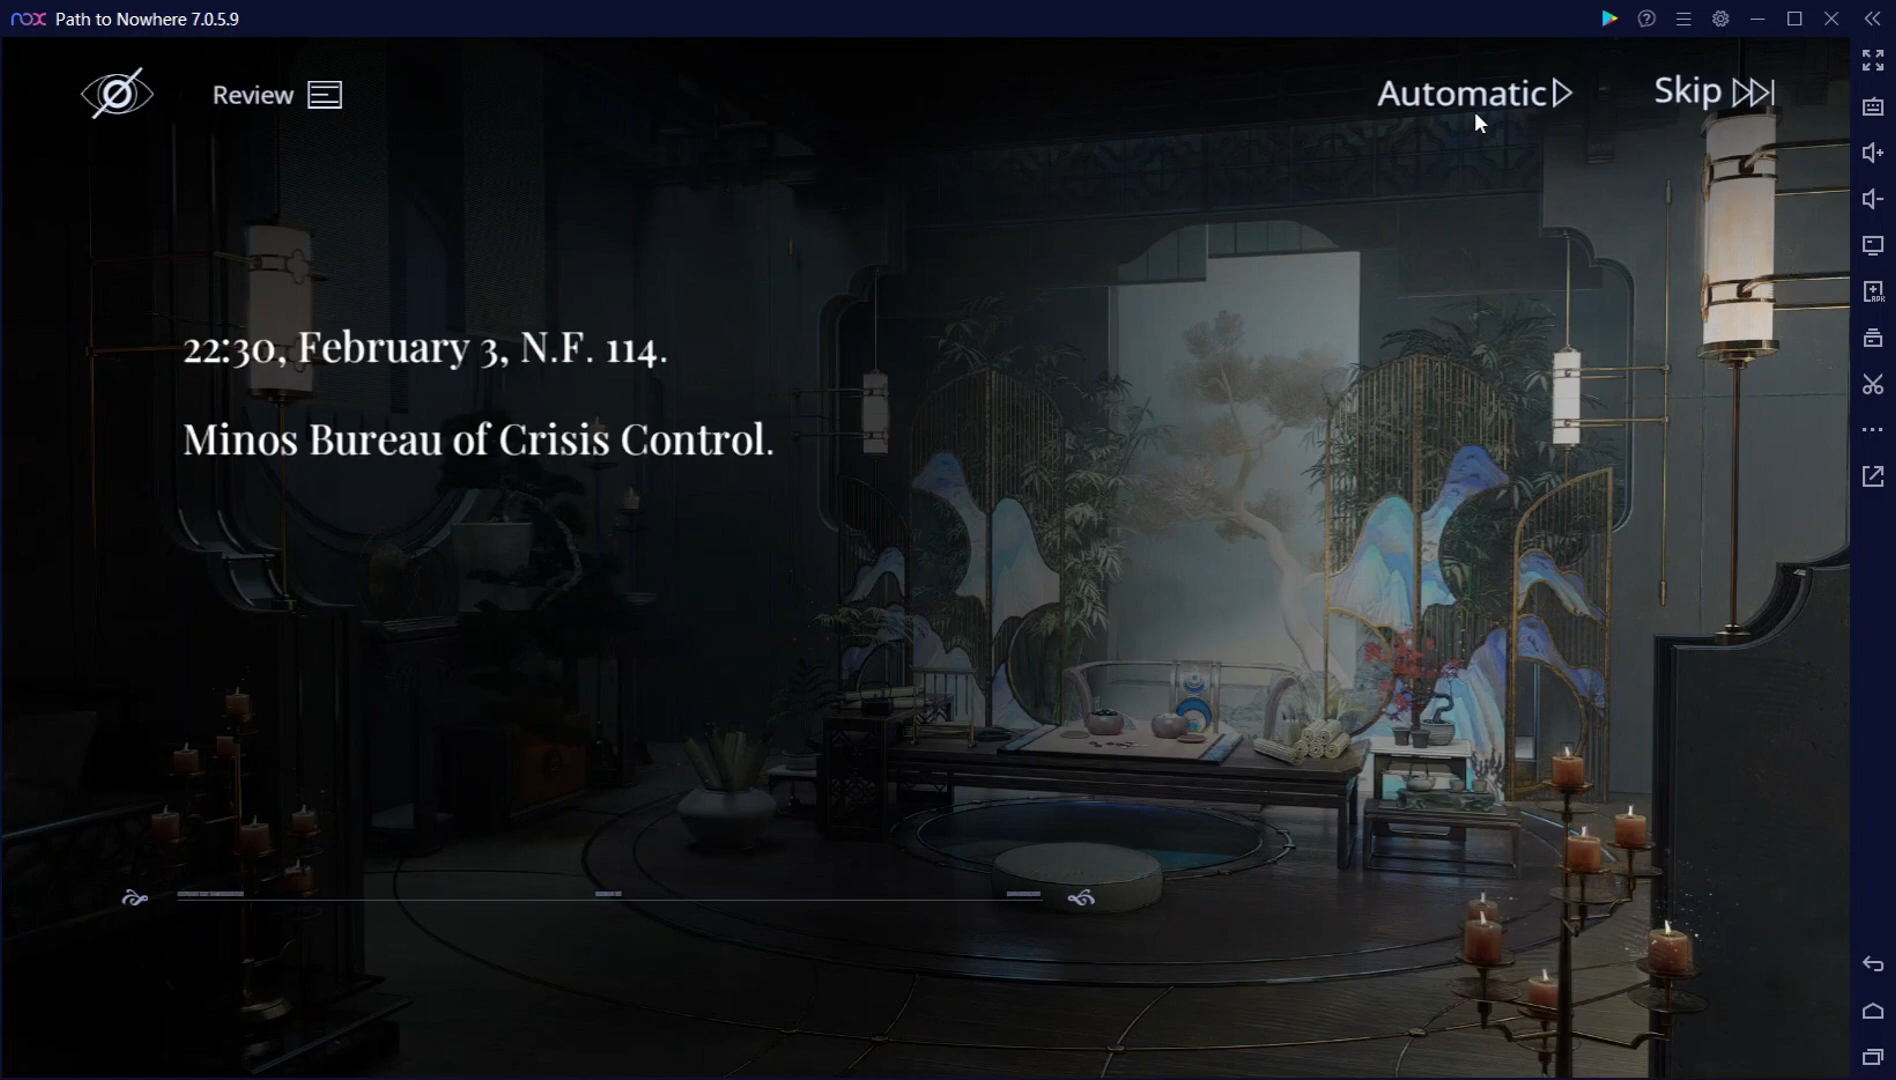 nox Path to Nowhere 7.0.5.9
Review
Automatic
Skip
22:30, February 3, N.F. 114.
Minos Bureau of Crisis Control.